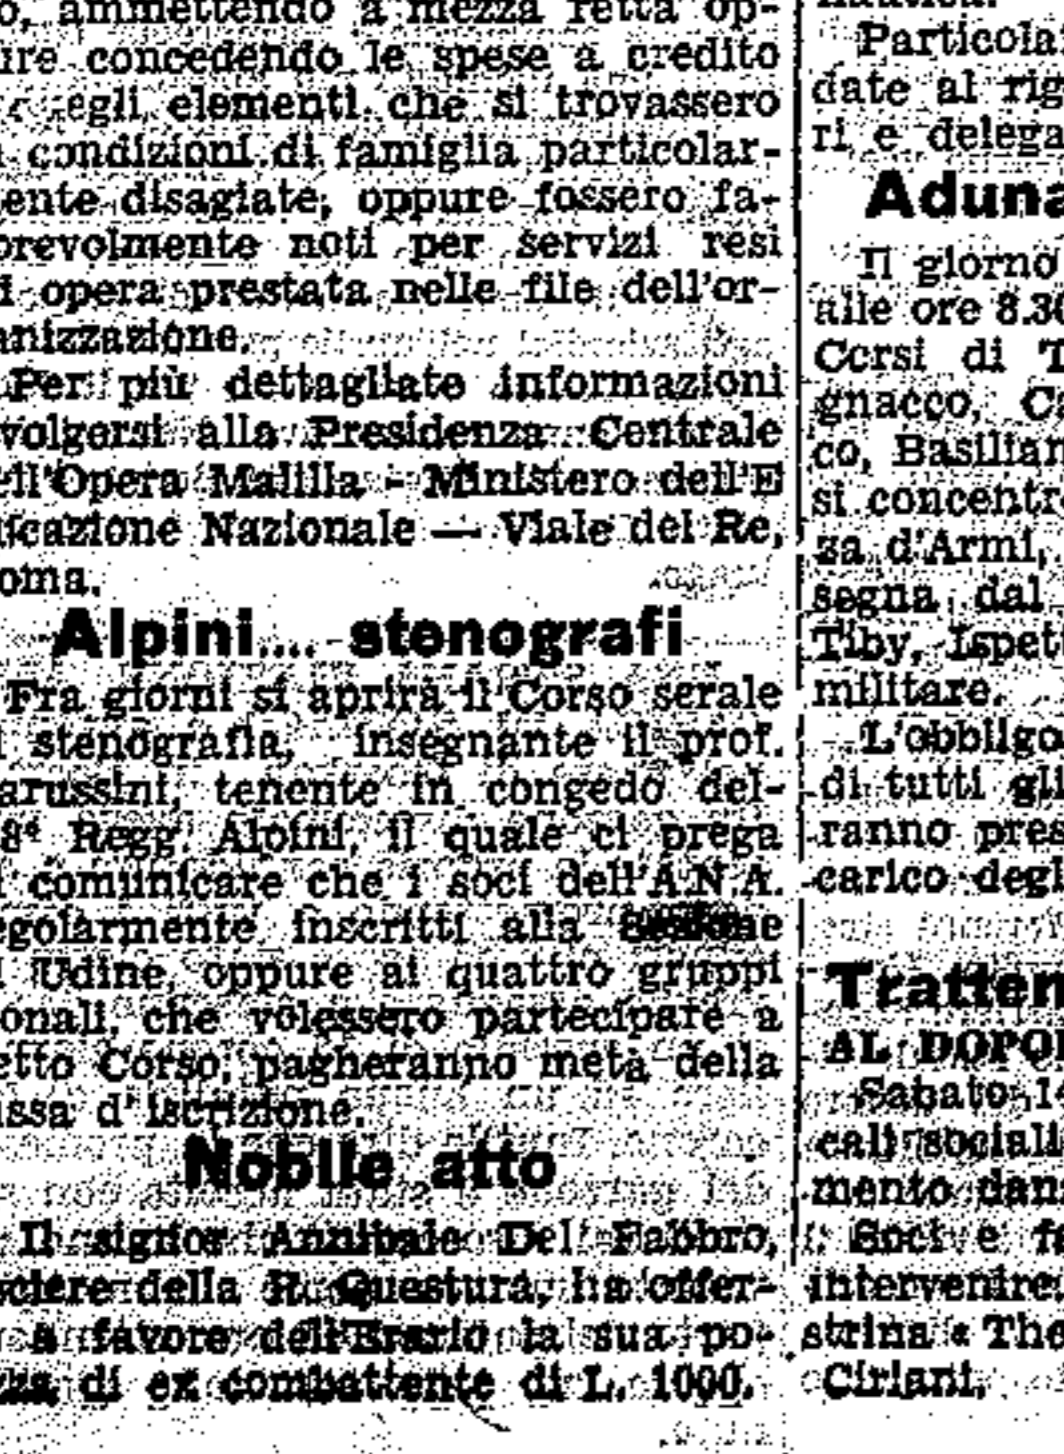 o, ammettendo a mezza retta op-
ure concedendo le spese a credito
egli elementi che si trovassero
condizioni di famiglia particolar-
ente disagiate, oppure fossero fa-
orevolmente noti per servizi resi
i opera prestata nelle file dell'or-
anizzazione.
Per più dettagliate informazioni
volgersi alla Presidenza Centrale
ell'Opera Malilla - Ministero dell'E
ucazione Nazionale — Viale del Re,
oma.
Alpini.... stenografi
Fra giorni si aprirà il Corso serale
i stenografia, insegnante il prof.
arussini, tenente in congedo del-
8º Regg. Alpini, il quale ci prega
i comunicare che i soci dell'A.N.A.
egolarmente inscritti alla
i Udine, oppure ai quattro gruppi
onali, che volessero partecipare a
etto Corso, pagheranno metà della
assa d'iscrizione.
Nobile atto
Il signor Annibale Del Fabbro,
sciere della R. Questura, ha offer-
a favore dell'Erario la sua po-
zza di ex combattente di L. 1000.
nautica.
Particola
date al rig
ri e delega
Aduna
Il giorno
alle ore 8.30
Corsi di T
gnacco, C
co, Basilian
si concentr
za d'Armi,
segna dal
Tiby, Ispet
militare.
L'obbligo
di tutti gli
ranno pres
carico degl
Tratten
AL DOPO
Sabato 1
cali sociali
mento dan
Soci e fa
intervenire
strina « The
Ciriani.